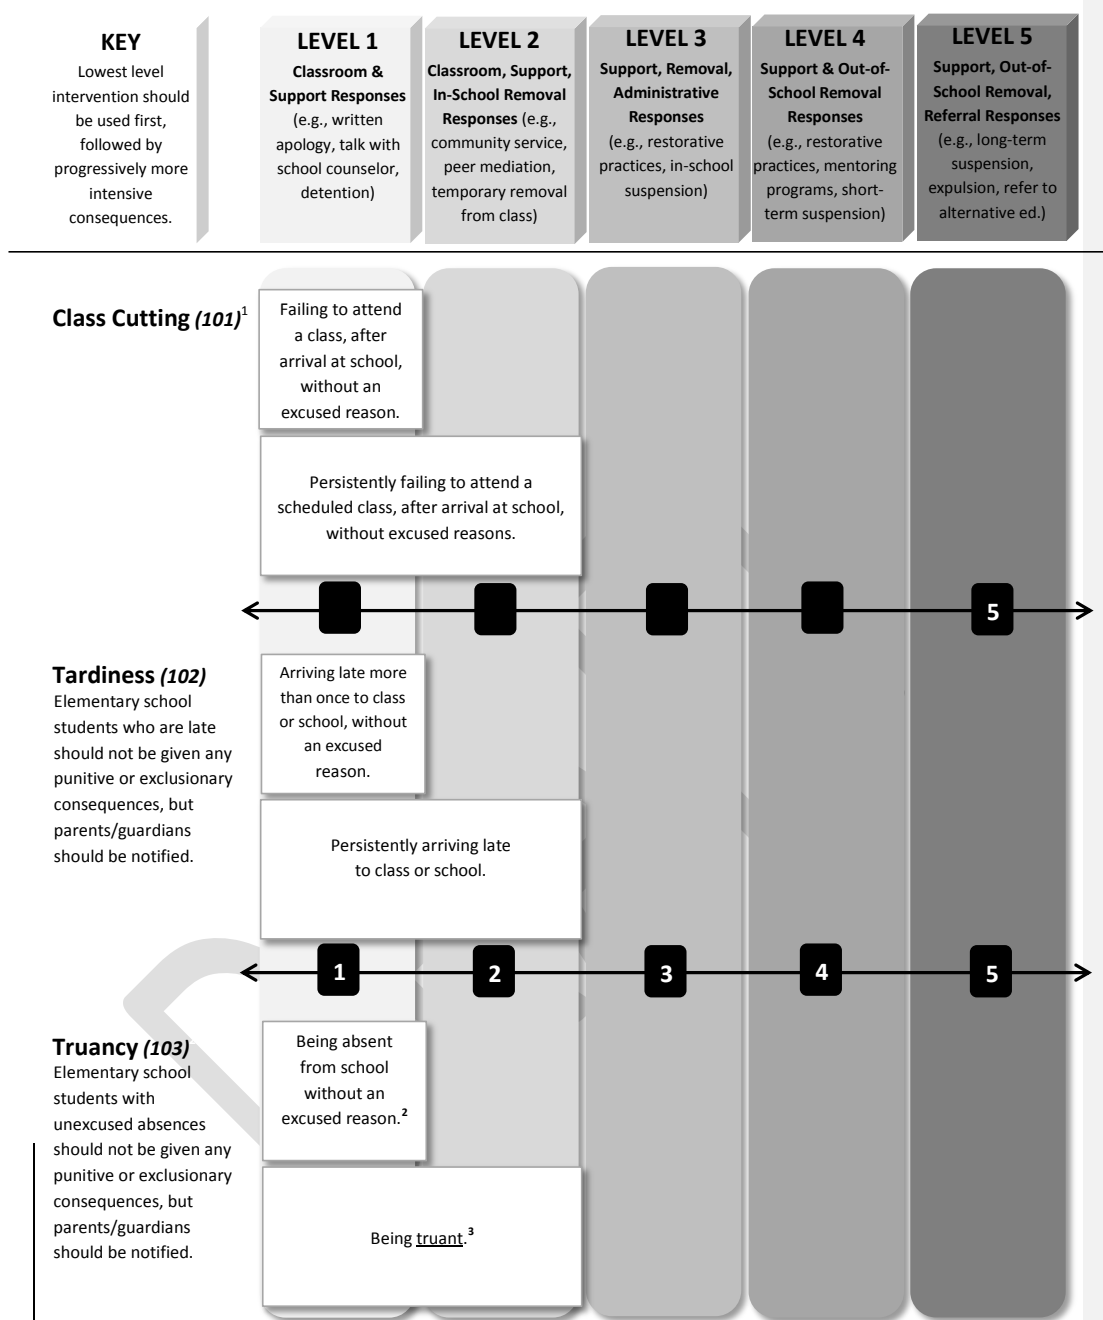 KEY
Lowest level
intervention should
be used first,
followed by
progressively more
intensive
consequences.
LEVEL 1
Classroom &
Support Responses
(e.g., written
apology, talk with
school counselor,
detention)
LEVEL 2
Classroom, Support,
In-School Removal
Responses (e.g.,
community service,
peer mediation,
temporary removal
from class)
LEVEL 3
Support, Removal,
Administrative
Responses
(e.g., restorative
practices, in-school
suspension)
LEVEL 4
Support & Out-of-
School Removal
Responses
(e.g., restorative
practices, mentoring
programs, short-
term suspension)
LEVEL 5
Support, Out-of-
School Removal,
Referral Responses
(e.g., long-term
suspension,
expulsion, refer to
alternative ed.)
Class Cutting (101)¹
Failing to attend
a class, after
arrival at school,
without an
excused reason.
Persistently failing to attend a
scheduled class, after arrival at school,
without excused reasons.
5
Tardiness (102)
Elementary school
students who are late
should not be given any
punitive or exclusionary
consequences, but
parents/guardians
should be notified.
Arriving late more
than once to class
or school, without
an excused
reason.
Persistently arriving late
to class or school.
1 2 3 4 5
Truancy (103)
Elementary school
students with
unexcused absences
should not be given any
punitive or exclusionary
consequences, but
parents/guardians
should be notified.
Being absent
from school
without an
excused reason.²
Being truant.³